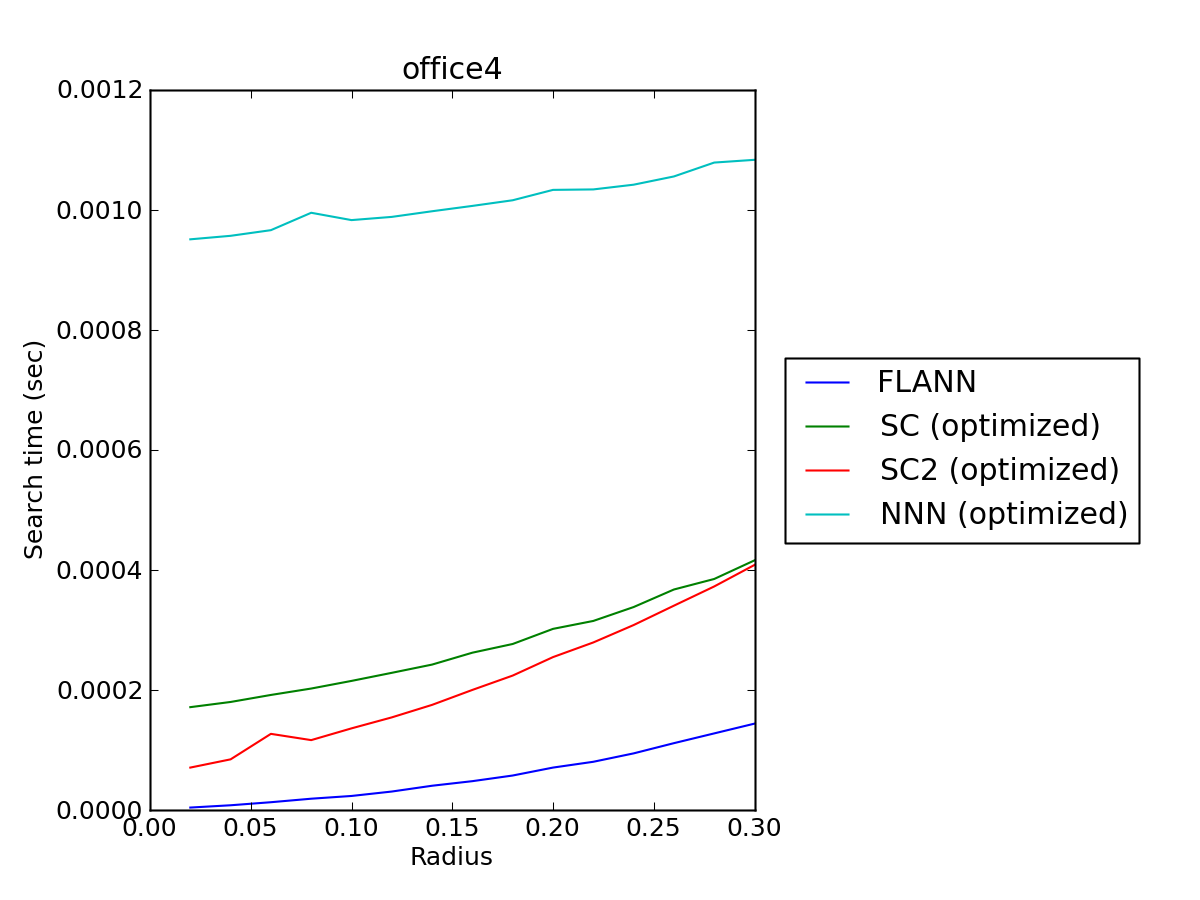 office4
0.0012
0.0010
0.0008
0.0006
0.0004
0.0002
0.0000
Search time (sec)
0.00 0.05 0.10 0.15 0.20 0.25 0.30
Radius
FLANN
SC (optimized)
SC2 (optimized)
NNN (optimized)